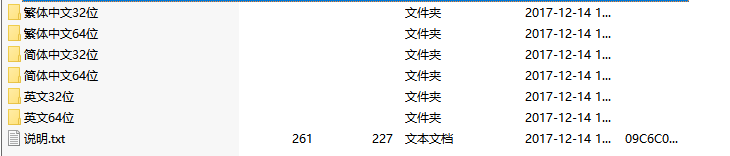 繁体中文32位 文件夹 2017-12-14 1...
繁体中文64位 文件夹 2017-12-14 1...
简体中文32位 文件夹 2017-12-14 1...
简体中文64位 文件夹 2017-12-14 1...
英文32位 文件夹 2017-12-14 1...
英文64位 文件夹 2017-12-14 1...
说明.txt 261 227 文本文档 2017-12-14 1... 09C6C0...